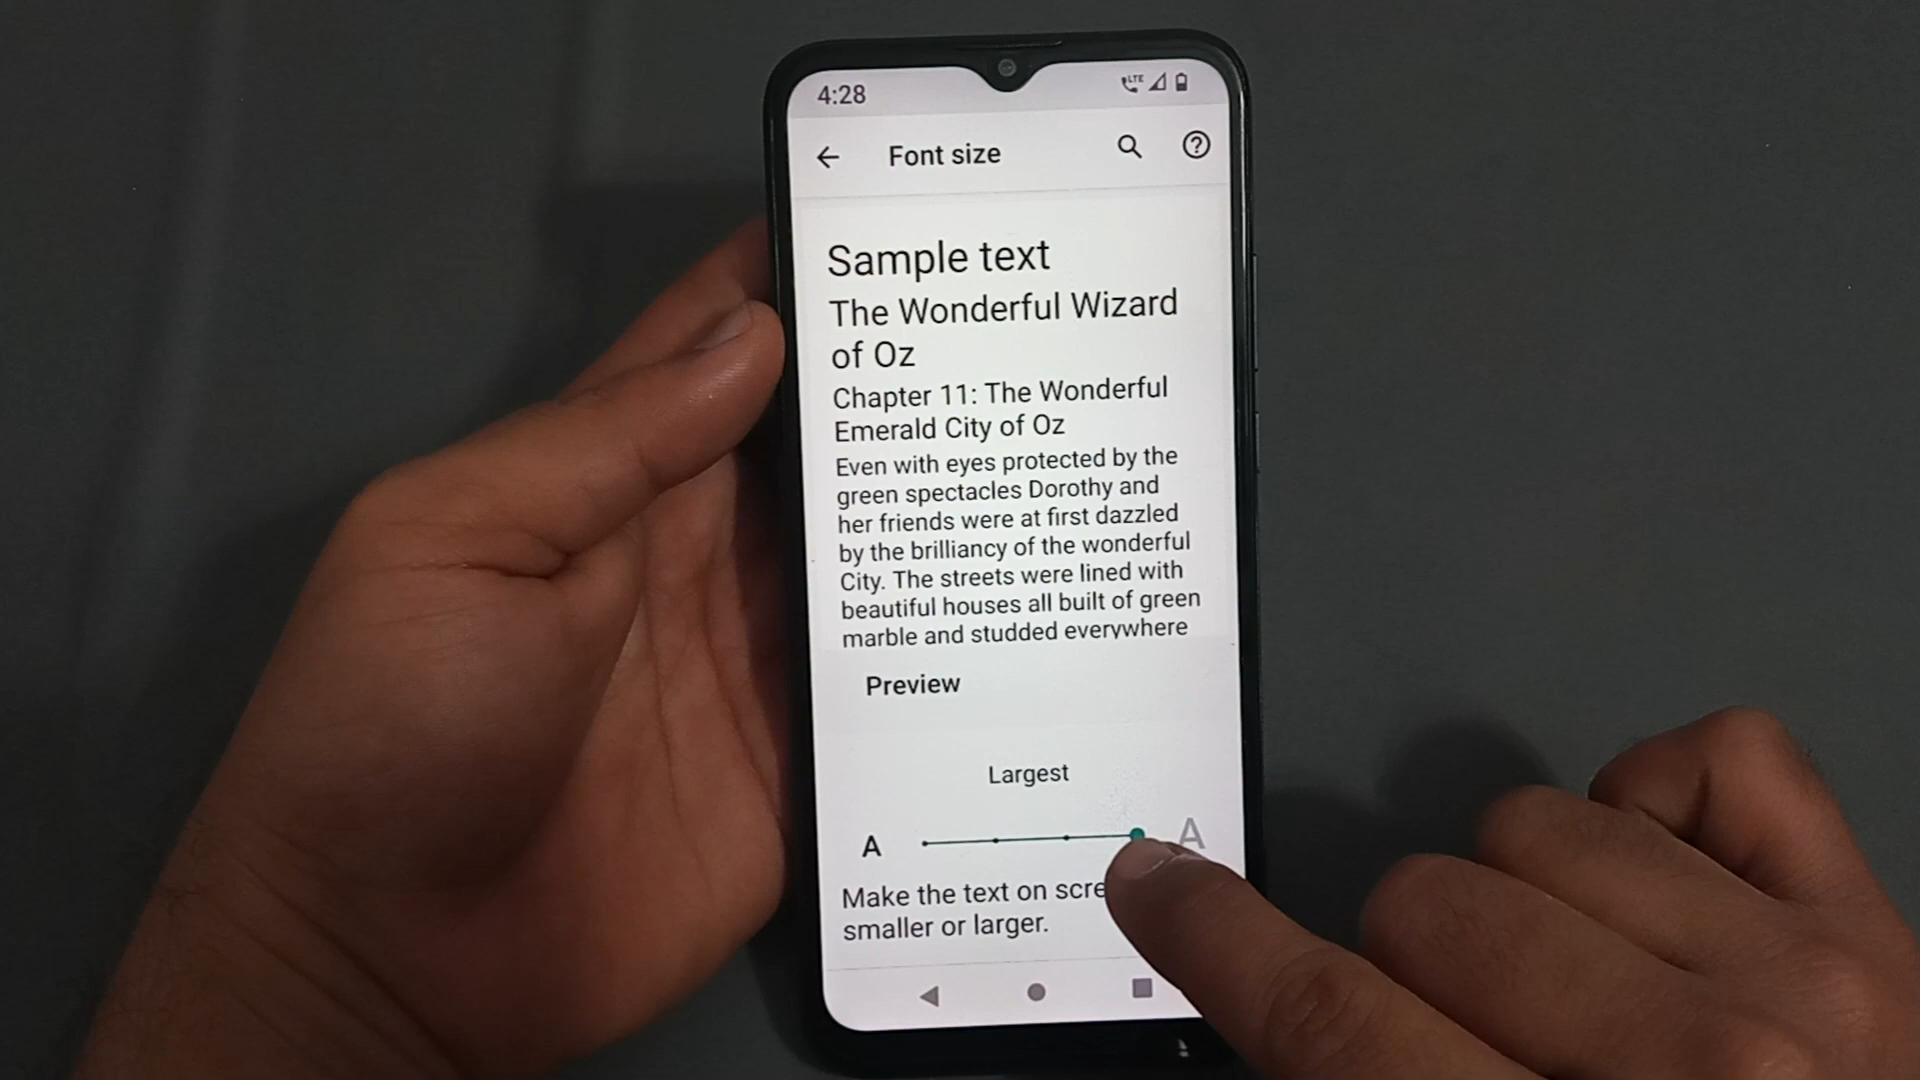 4:28
LTE
Font size
Sample text
The Wonderful Wizard
of Oz
Chapter 11: The Wonderful
Emerald City of Oz
Even with eyes protected by the
green spectacles Dorothy and
her friends were at first dazzled
by the brilliancy of the wonderful
City. The streets were lined with
beautiful houses all built of green
marble and studded everywhere
Preview
Largest
A A
Make the text on scre
smaller or larger.